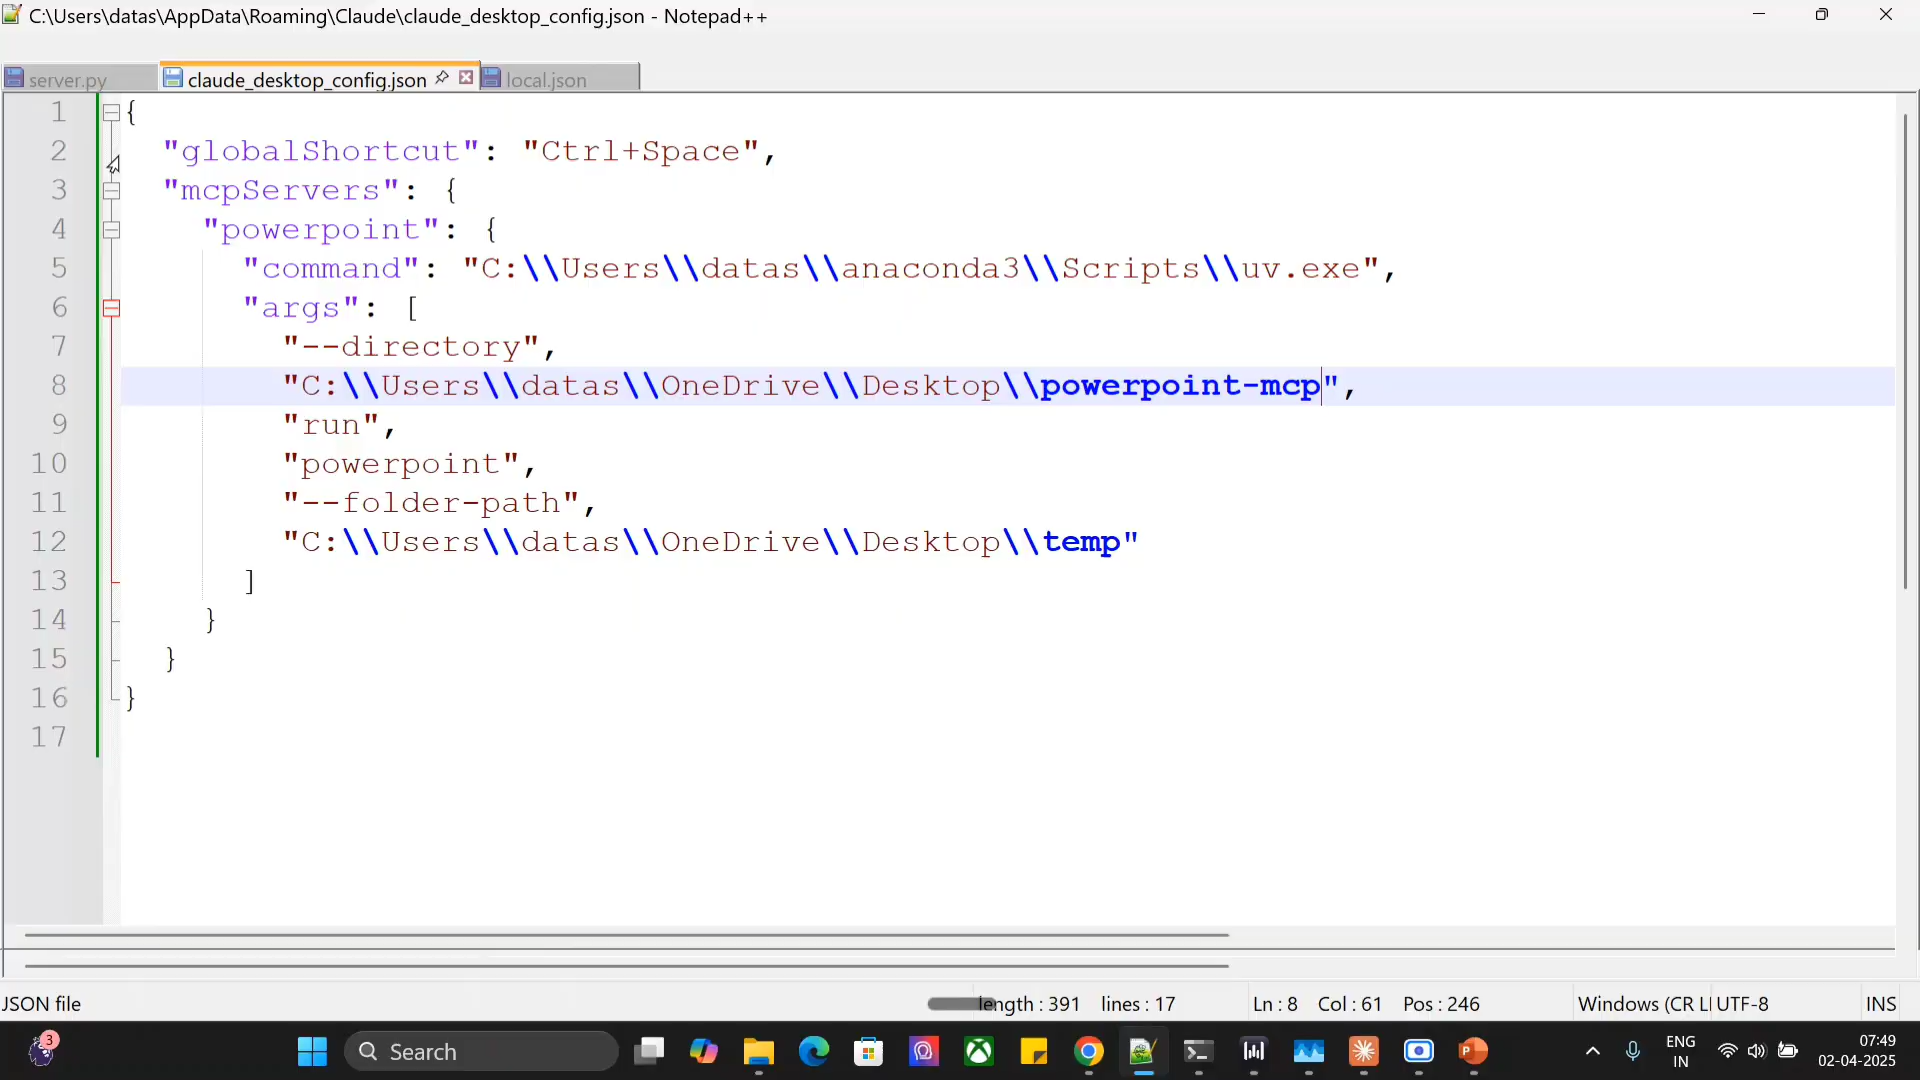 C:\Users\datas\AppData\Roaming\Claude\claude_desktop_config.json - Notepad++
server.py claude_desktop_config.json local.json
1 {
2 "globalShortcut": "Ctrl+Space",
3 "mcpServers": {
4 "powerpoint": {
5 "command": "C:\\Users\\datas\\anaconda3\\Scripts\\uv.exe",
6 "args": [
7 "--directory",
8 "C:\\Users\\datas\\OneDrive\\Desktop\\powerpoint-mcp",
9 "run",
10 "powerpoint",
11 "--folder-path",
12 "C:\\Users\\datas\\OneDrive\\Desktop\\temp"
13 ]
14 }
15 }
16 }
17
JSON file length : 391 lines : 17 Ln : 8 Col : 61 Pos : 246 Windows (CR L UTF-8 INS
3 Search ENG 07:49
IN 02-04-2025